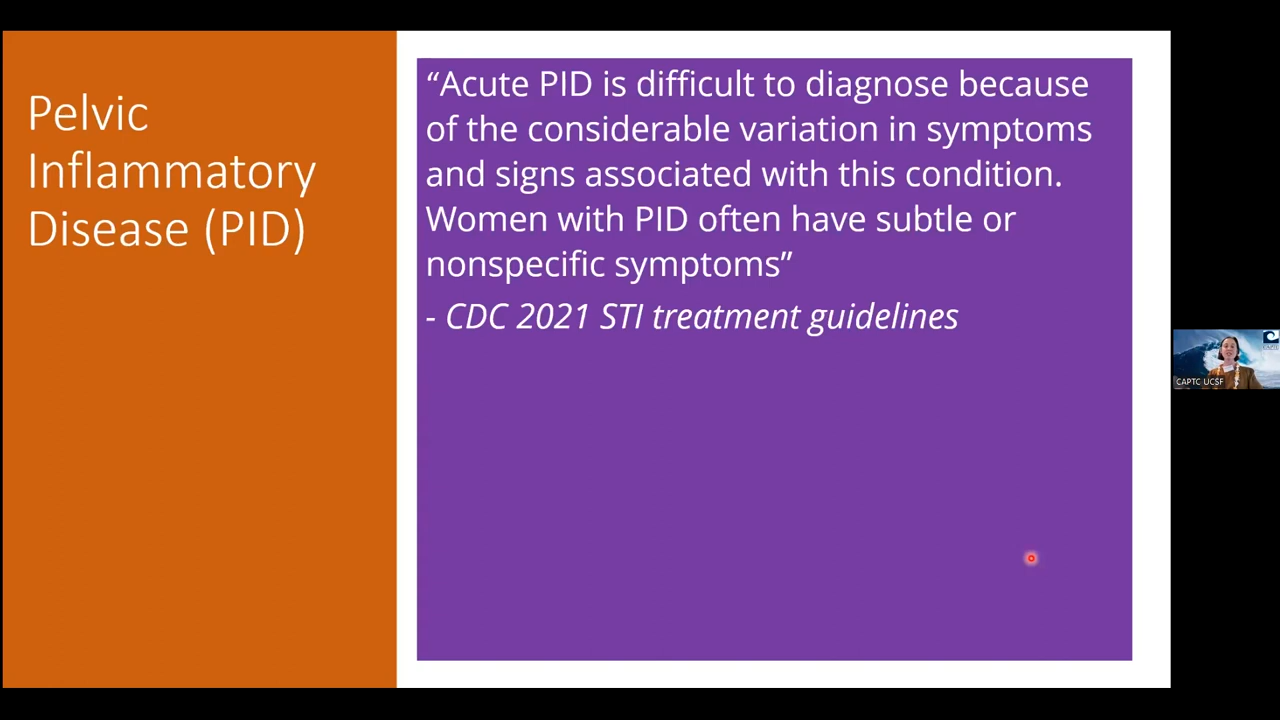 Pelvic
Inflammatory
Disease (PID)
“Acute PID is difficult to diagnose because
of the considerable variation in symptoms
and signs associated with this condition.
Women with PID often have subtle or
nonspecific symptoms”
- CDC 2021 STI treatment guidelines
CAPTC UCSF